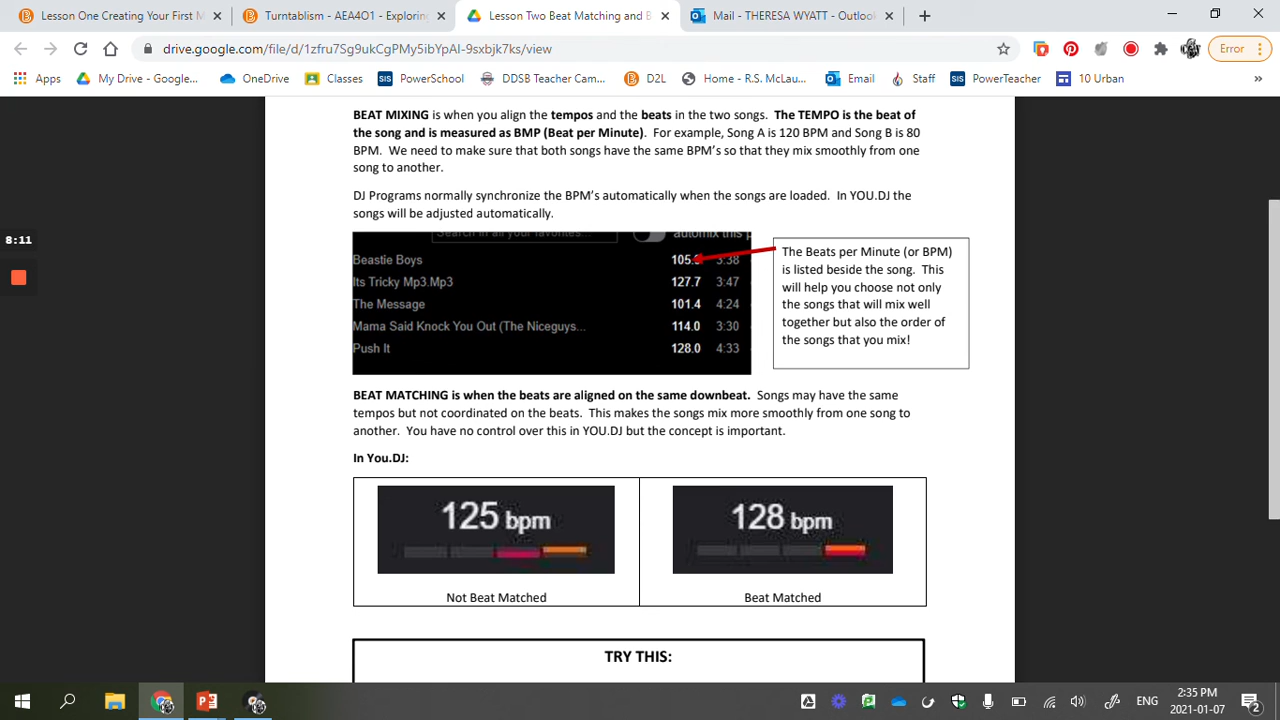 Lesson One Creating Your First M
Turntablism - AEA4O1 - Explorin
Lesson Two Beat Matching and B
Mail - THERESA WYATT - Outlook
drive.google.com/file/d/1zfru7Sg9ukCgPMy5ibYpAI-9sxbjk7ks/view
Error
Apps
My Drive - Google...
OneDrive
Classes
SIS PowerSchool
DDSB Teacher Cam...
D2L
Home - R.S. McLau...
Email
Staff
SIS PowerTeacher
10 Urban
»
BEAT MIXING is when you align the tempos and the beats in the two songs. The TEMPO is the beat of
the song and is measured as BMP (Beat per Minute). For example, Song A is 120 BPM and Song B is 80
BPM. We need to make sure that both songs have the same BPM's so that they mix smoothly from one
song to another.
DJ Programs normally synchronize the BPM's automatically when the songs are loaded. In YOU.DJ the
songs will be adjusted automatically.
8:11
Search in all your favorites... automix this p
Beastie Boys 105. 3:38
Its Tricky Mp3.Mp3 127.7 3:47
The Message 101.4 4:24
Mama Said Knock You Out (The Niceguys... 114.0 3:30
Push It 128.0 4:33
The Beats per Minute (or BPM)
is listed beside the song. This
will help you choose not only
the songs that will mix well
together but also the order of
the songs that you mix!
BEAT MATCHING is when the beats are aligned on the same downbeat. Songs may have the same
tempos but not coordinated on the beats. This makes the songs mix more smoothly from one song to
another. You have no control over this in YOU.DJ but the concept is important.
In You.DJ:
125 bpm
Not Beat Matched
128 bpm
Beat Matched
TRY THIS:
ENG
2:35 PM
2021-01-07
2